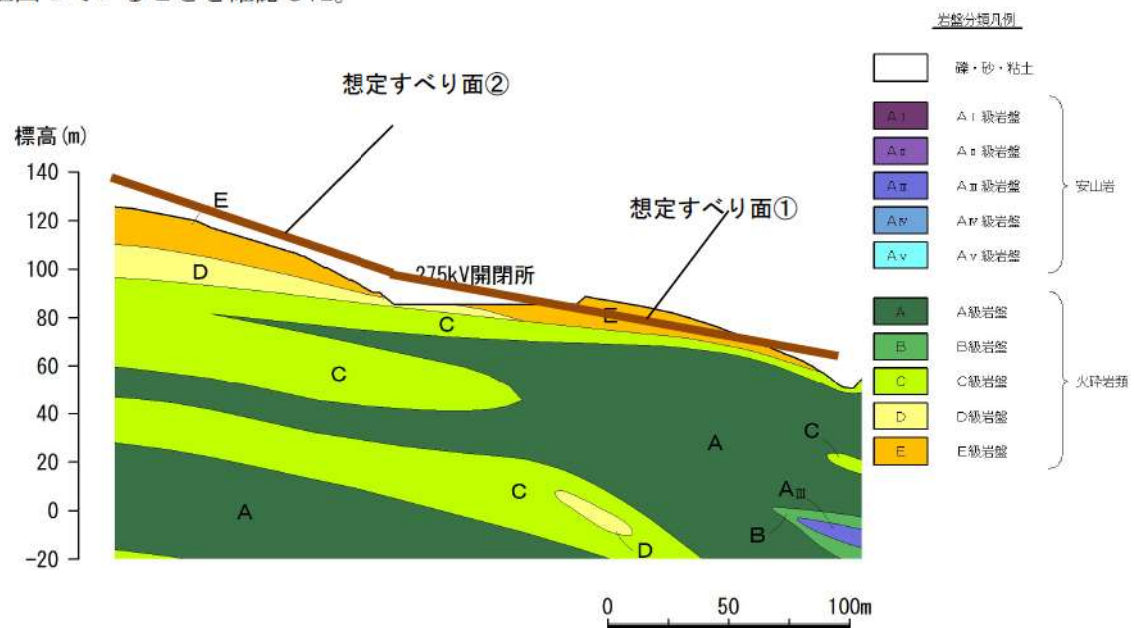 岩盤分類凡例
礫・砂・粘土
AⅠ AⅠ級岩盤
AⅡ AⅡ級岩盤
AⅢ AⅢ級岩盤
AⅣ AⅣ級岩盤
AⅤ AⅤ級岩盤
安山岩
A A級岩盤
B B級岩盤
C C級岩盤
D D級岩盤
E E級岩盤
火砕岩類
想定すべり面②
標高(m)
140
120
100
80
60
40
20
0
-20
E
D
275kV開閉所
想定すべり面①
E
C
C
A
C
C
AⅢ
A
B
D
0 50 100m